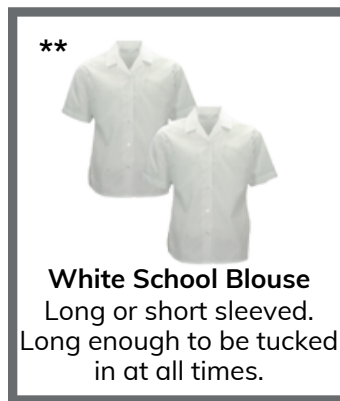 **
White School Blouse
Long or short sleeved.
Long enough to be tucked
in at all times.